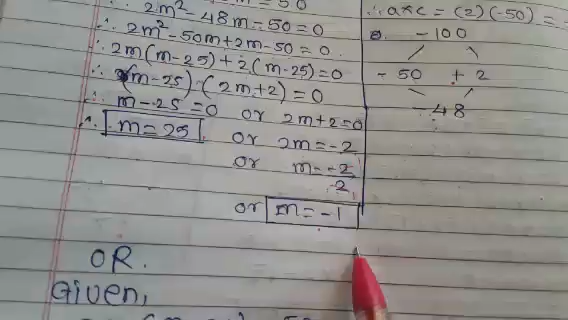 = 50
∴ 2m² - 48m - 50 = 0
∴ 2m² - 50m + 2m - 50 = 0
∴ 2m(m-25) + 2(m-25) = 0
∴ (m-25) (2m+2) = 0
∴ m - 25 = 0 or 2m+2=0
∴ m = 25 or 2m = -2
or m = -2
2
or m = -1
OR.
Given,
∴ a×c = (2)(-50) =
-100
- 50 + 2
- 48